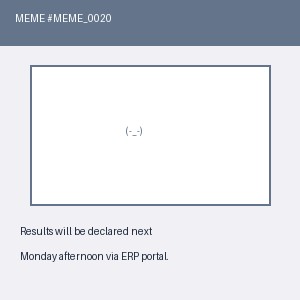 MEME #MEME_0020
(-_-)
Results will be declared next
Monday afternoon via ERP portal.